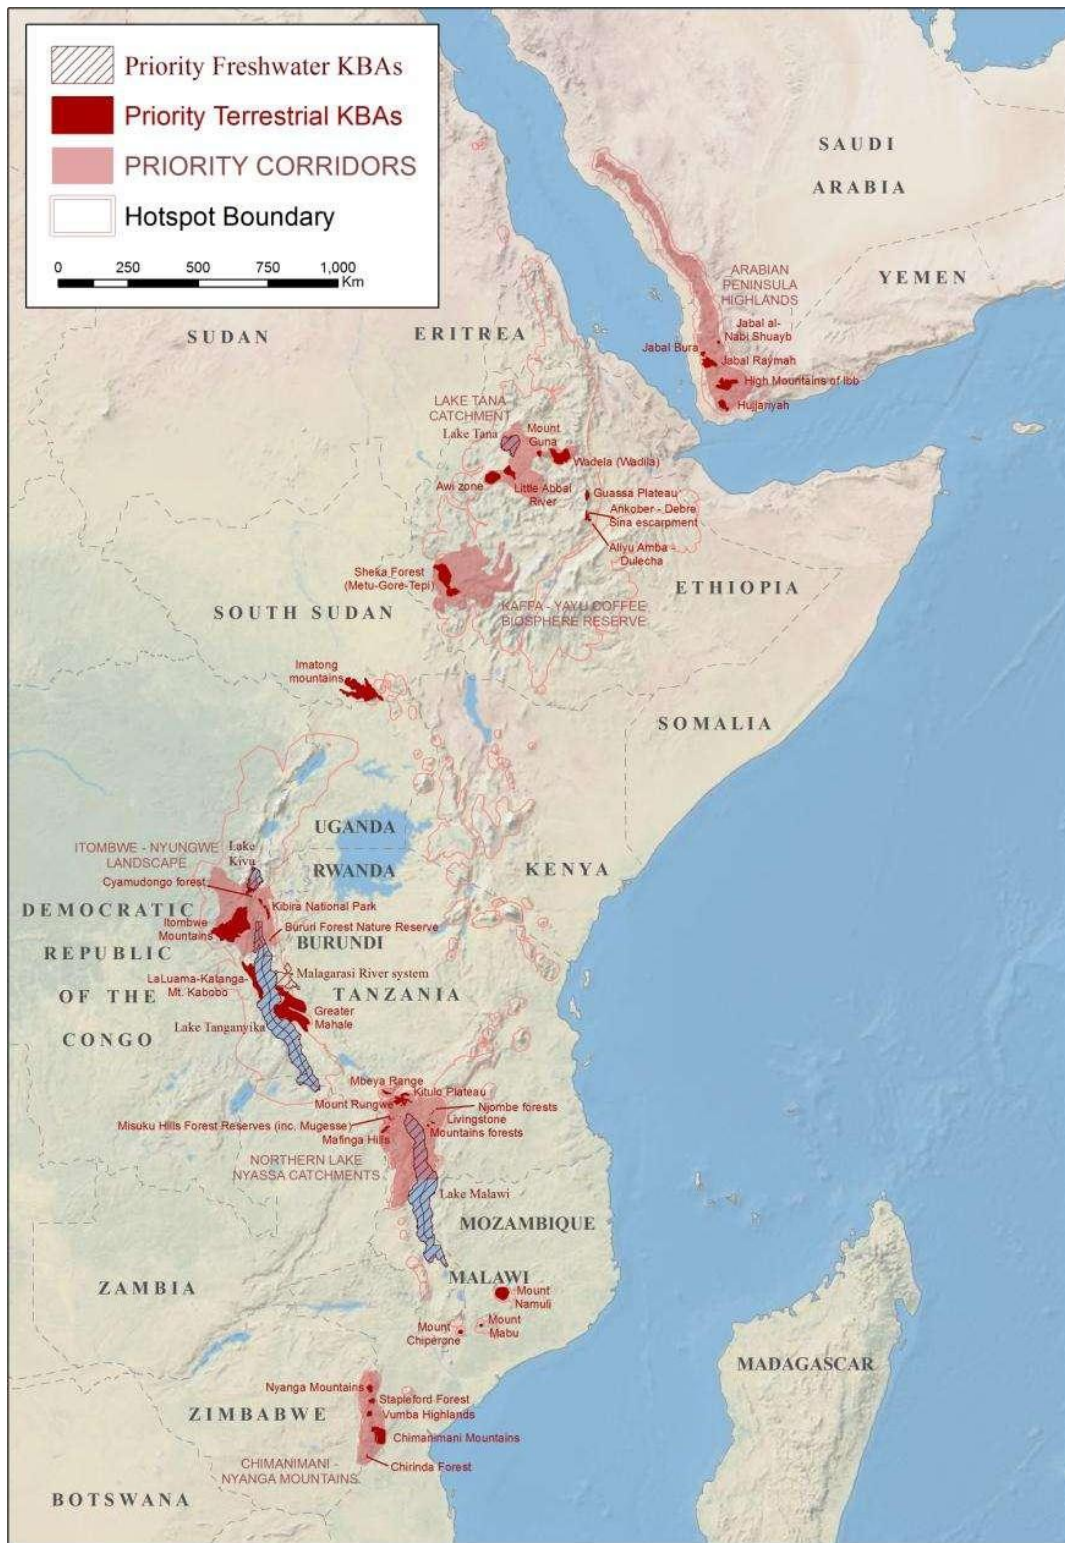 Priority Freshwater KBAs
Priority Terrestrial KBAs
PRIORITY CORRIDORS
Hotspot Boundary
0 250 500 750 1,000
Km
SAUDI
ARABIA
YEMEN
ARABIAN
PENINSULA
HIGHLANDS
Jabal al-
Nabi Shuayb
Jabal Bura
Jabal Raymah
High Mountains of Ibb
Hujjariyah
SUDAN
ERITREA
LAKE TANA
CATCHMENT
Lake Tana
Mount
Guna
Wadela (Wadila)
Awi zone
Little Abbai
River
Guassa Plateau
Ankober - Debre
Sina escarpment
Aliyu Amba -
Dulecha
ETHIOPIA
Sheka Forest
(Metu-Gore-Tepi)
KAFFA - YAYU COFFEE
BIOSPHERE RESERVE
SOUTH SUDAN
Imatong
mountains
SOMALIA
UGANDA
RWANDA
KENYA
ITOMBWE - NYUNGWE
LANDSCAPE
Lake
Kivu
Cyamudongo forest
Kibira National Park
DEMOCRATIC
REPUBLIC
OF THE
CONGO
Itombwe
Mountains
Bururi Forest Nature Reserve
BURUNDI
Malagarasi River system
LaLuama-Katanga-
Mt. Kabobo
TANZANIA
Greater
Mahale
Lake Tanganyika
Mbeya Range
Kitulo Plateau
Mount Rungwe
Njombe forests
Misuku Hills Forest Reserves (inc. Mugesse)
Livingstone
Mountains forests
Mafinga Hills
NORTHERN LAKE
NYASSA CATCHMENTS
Lake Malawi
MOZAMBIQUE
ZAMBIA
MALAWI
Mount
Namuli
Mount
Mabu
Mount
Chiperone
MADAGASCAR
Nyanga Mountains
Stapleford Forest
ZIMBABWE
Vumba Highlands
Chimanimani Mountains
CHIMANIMANI -
NYANGA MOUNTAINS
Chirinda Forest
BOTSWANA